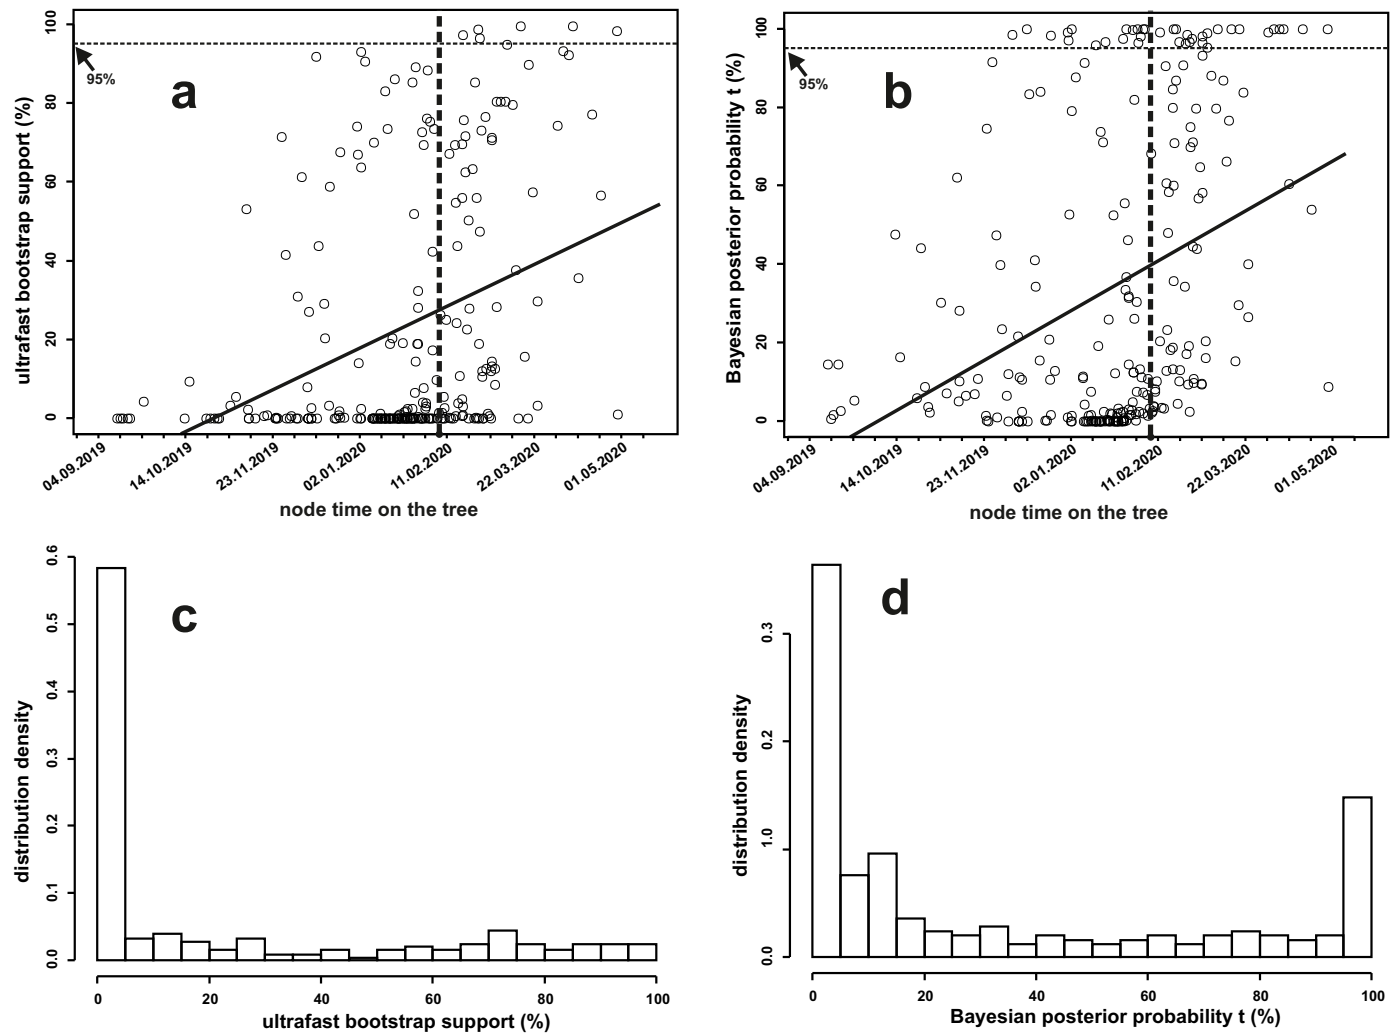 a
ultrafast bootstrap support (%)
100
80
60
40
20
0
95%
04.09.2019
14.10.2019
23.11.2019
02.01.2020
11.02.2020
22.03.2020
01.05.2020
node time on the tree
b
Bayesian posterior probability t (%)
100
80
60
40
20
0
95%
04.09.2019
14.10.2019
23.11.2019
02.01.2020
11.02.2020
22.03.2020
01.05.2020
node time on the tree
c
distribution density
0.6
0.5
0.4
0.3
0.2
0.1
0.0
0 20 40 60 80 100
ultrafast bootstrap support (%)
d
distribution density
0.3
0.2
1.0
0.0
0 20 40 60 80 100
Bayesian posterior probability t (%)